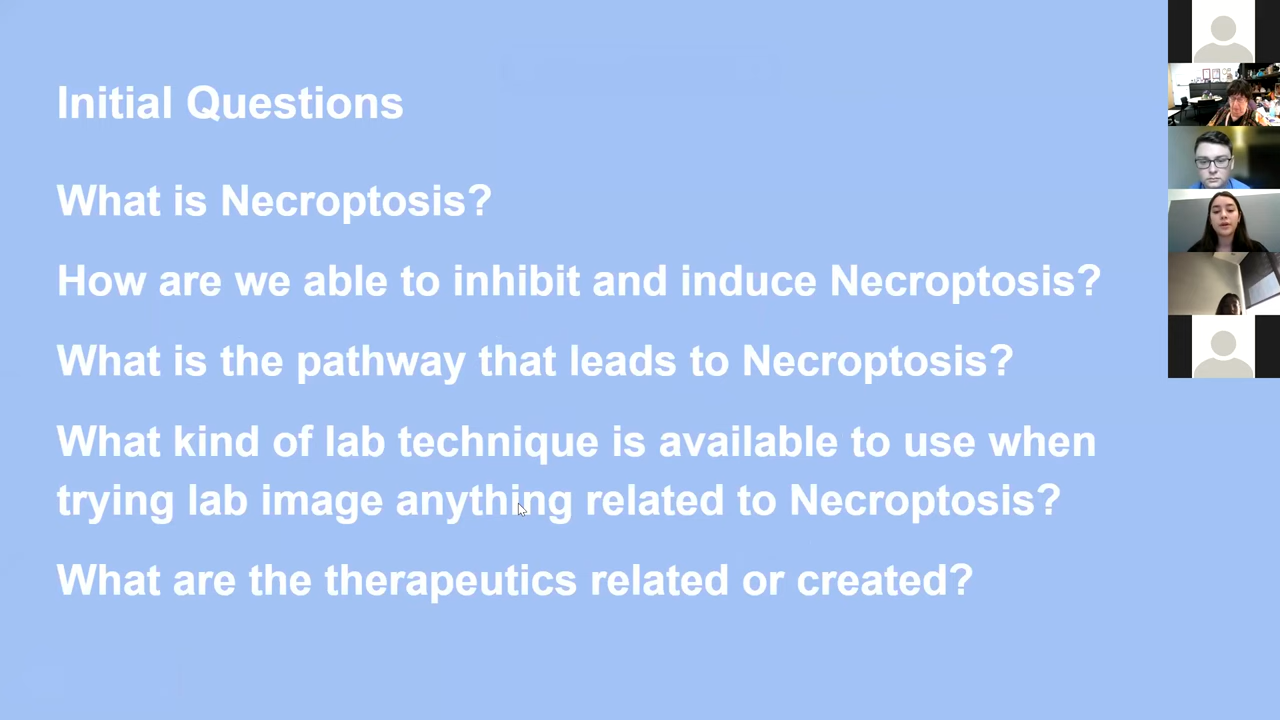 Initial Questions
What is Necroptosis?
How are we able to inhibit and induce Necroptosis?
What is the pathway that leads to Necroptosis?
What kind of lab technique is available to use when
trying lab image anything related to Necroptosis?
What are the therapeutics related or created?